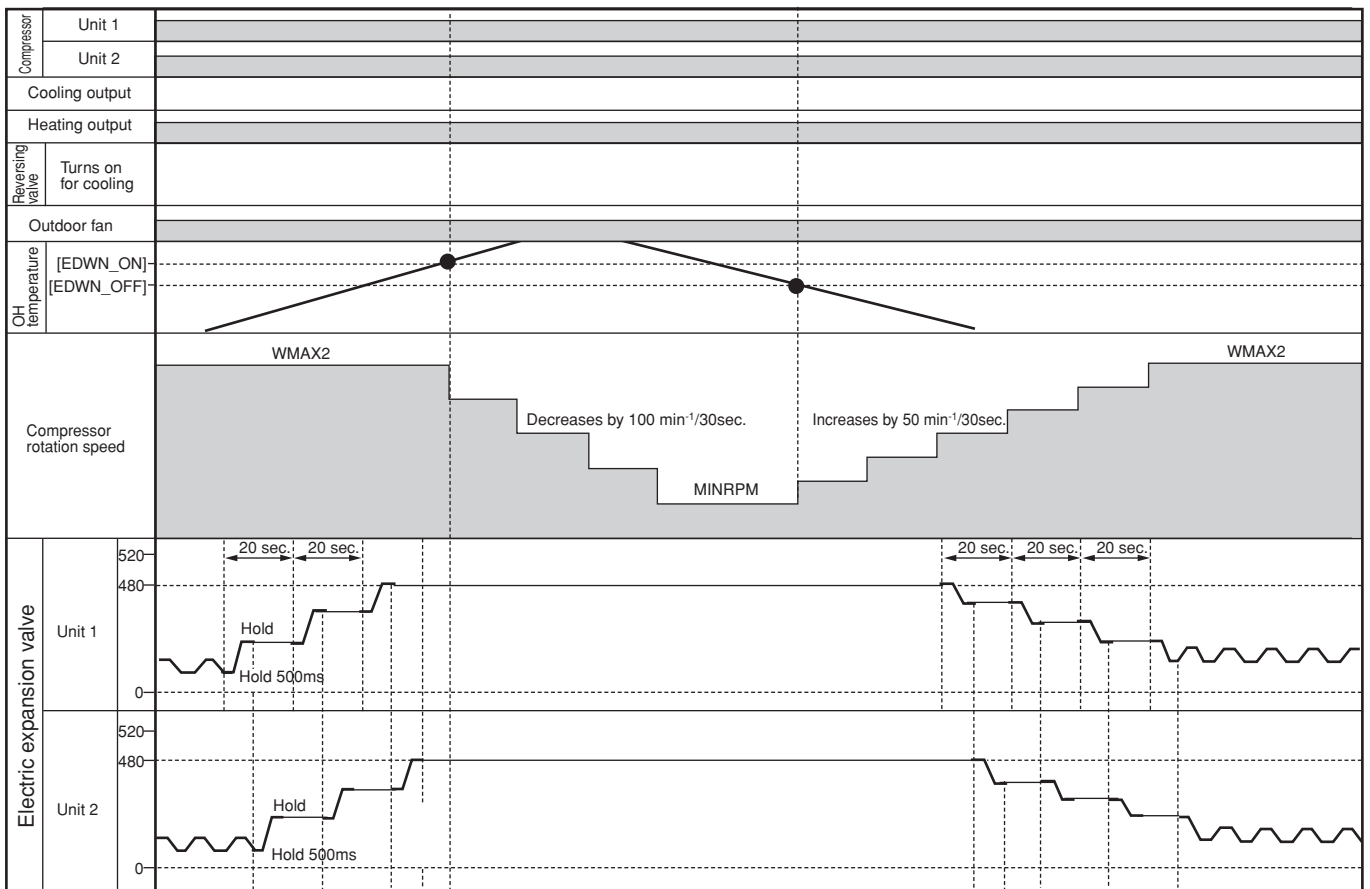 Compressor
Unit 1
Unit 2
Cooling output
Heating output
Reversing
valve
Turns on
for cooling
Outdoor fan
OH
temperature
[EDWN_ON]
[EDWN_OFF]
Compressor
rotation speed
WMAX2
WMAX2
Decreases by 100 min-1/30sec.
Increases by 50 min-1/30sec.
MINRPM
Electric expansion valve
Unit 1
520
480
0
20 sec.
20 sec.
20 sec.
20 sec.
20 sec.
Hold
Hold 500ms
Unit 2
520
480
0
Hold
Hold 500ms